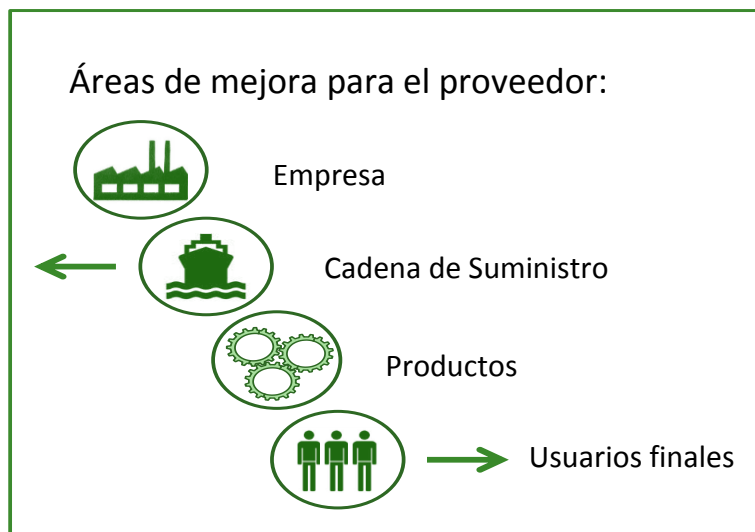 Áreas de mejora para el proveedor:
Empresa
Cadena de Suministro
Productos
Usuarios finales